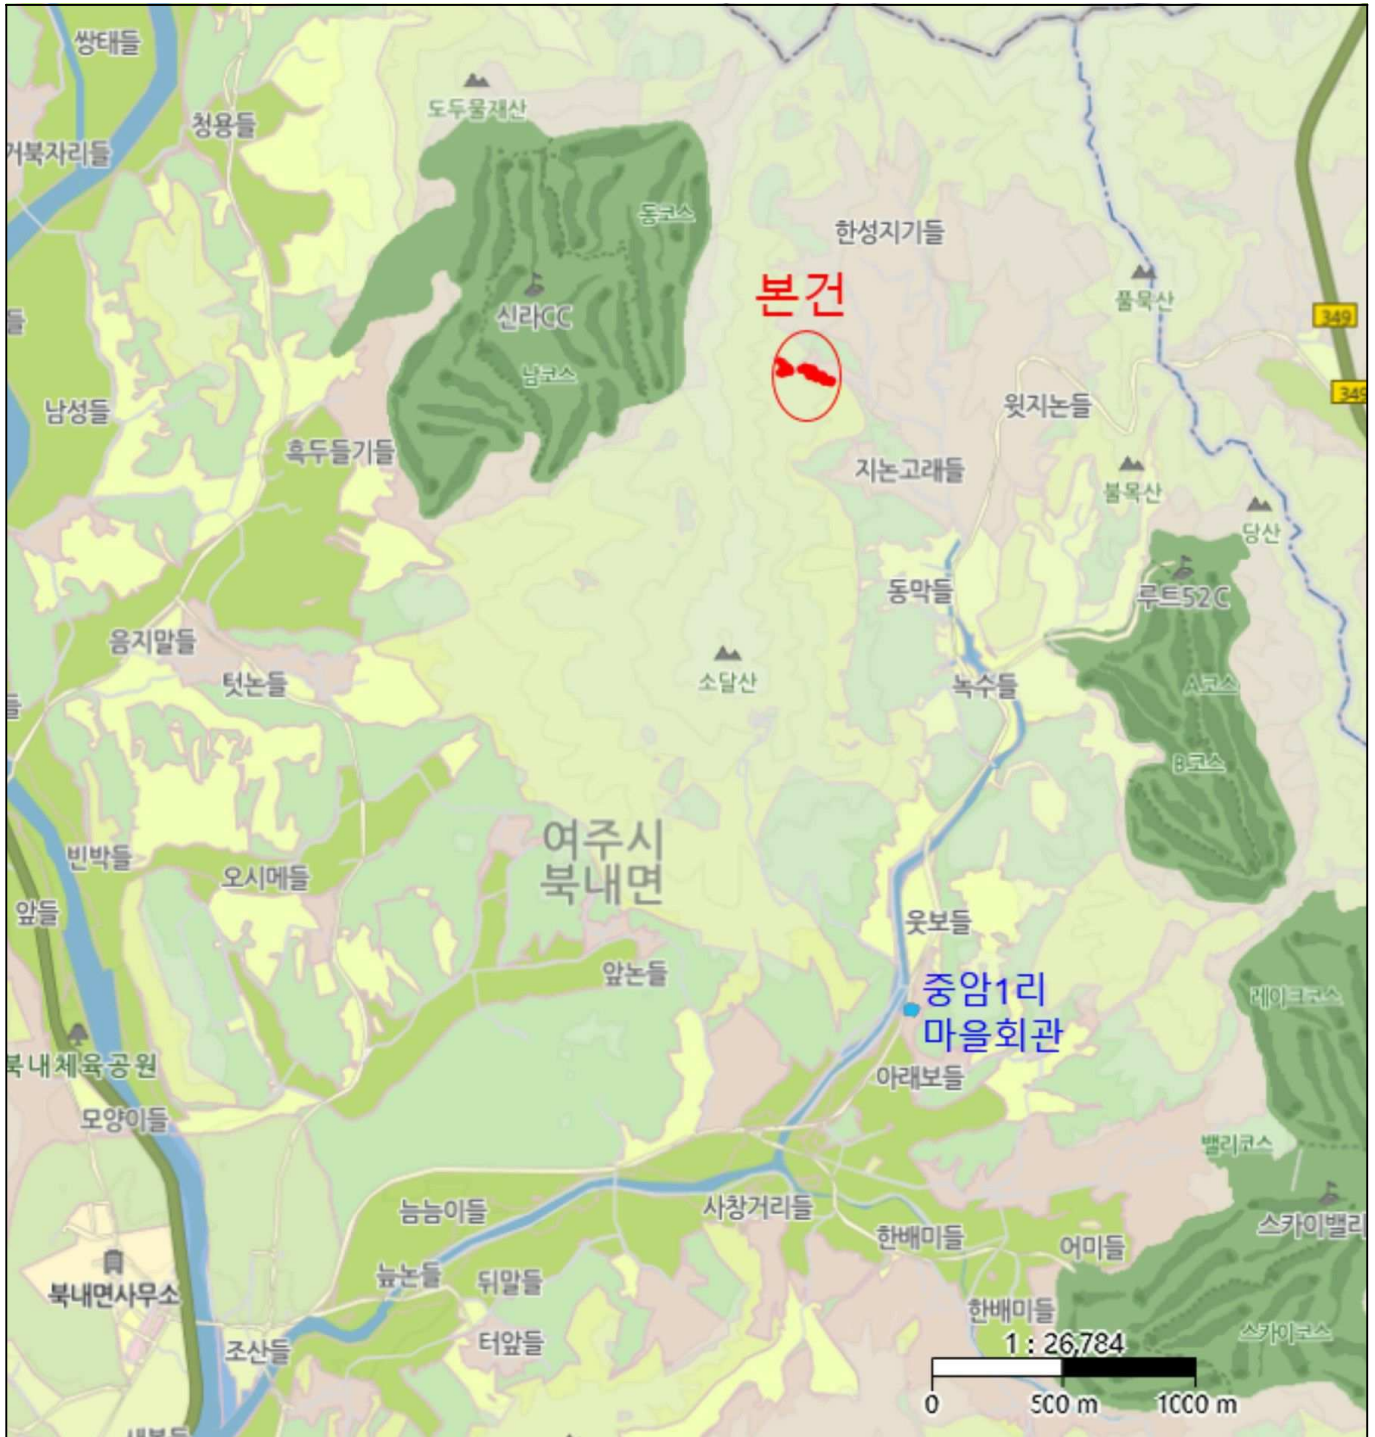 쌍태들
도두물재산
청용들
거북자리들
동코스
한성지기들
본건
풀묵산
신라CC
349
들
남코스
349
남성들
윗지논들
흑두들기들
지논고래들
불목산
당산
동막들
루트52C
음지말들
텃논들
소달산
녹수들
A코스
들
B코스
여주시
북내면
빈박들
오시메들
앞들
웃보들
앞논들
중암1리
마을회관
레이크코스
북내체육공원
아래보들
모양이들
밸리코스
늠늠이들
사창거리들
스카이밸리
한배미들
어미들
늪논들
뒤말들
북내면사무소
한배미들
조산들
터앞들
스카이코스
1 : 26,784
0
500 m
1000 m